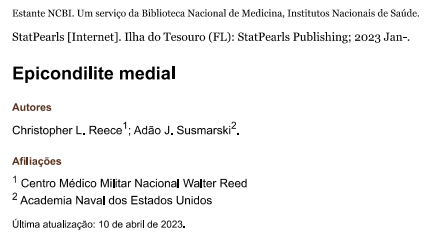 Estante NCBI. Um serviço da Biblioteca Nacional de Medicina, Institutos Nacionais de Saúde.
StatPearls [Internet]. Ilha do Tesouro (FL): StatPearls Publishing; 2023 Jan-.
Epicondilite medial
Autores
Christopher L. Reece1; Adão J. Susmarski2.
Afiliações
1 Centro Médico Militar Nacional Walter Reed
2 Academia Naval dos Estados Unidos
Última atualização: 10 de abril de 2023.